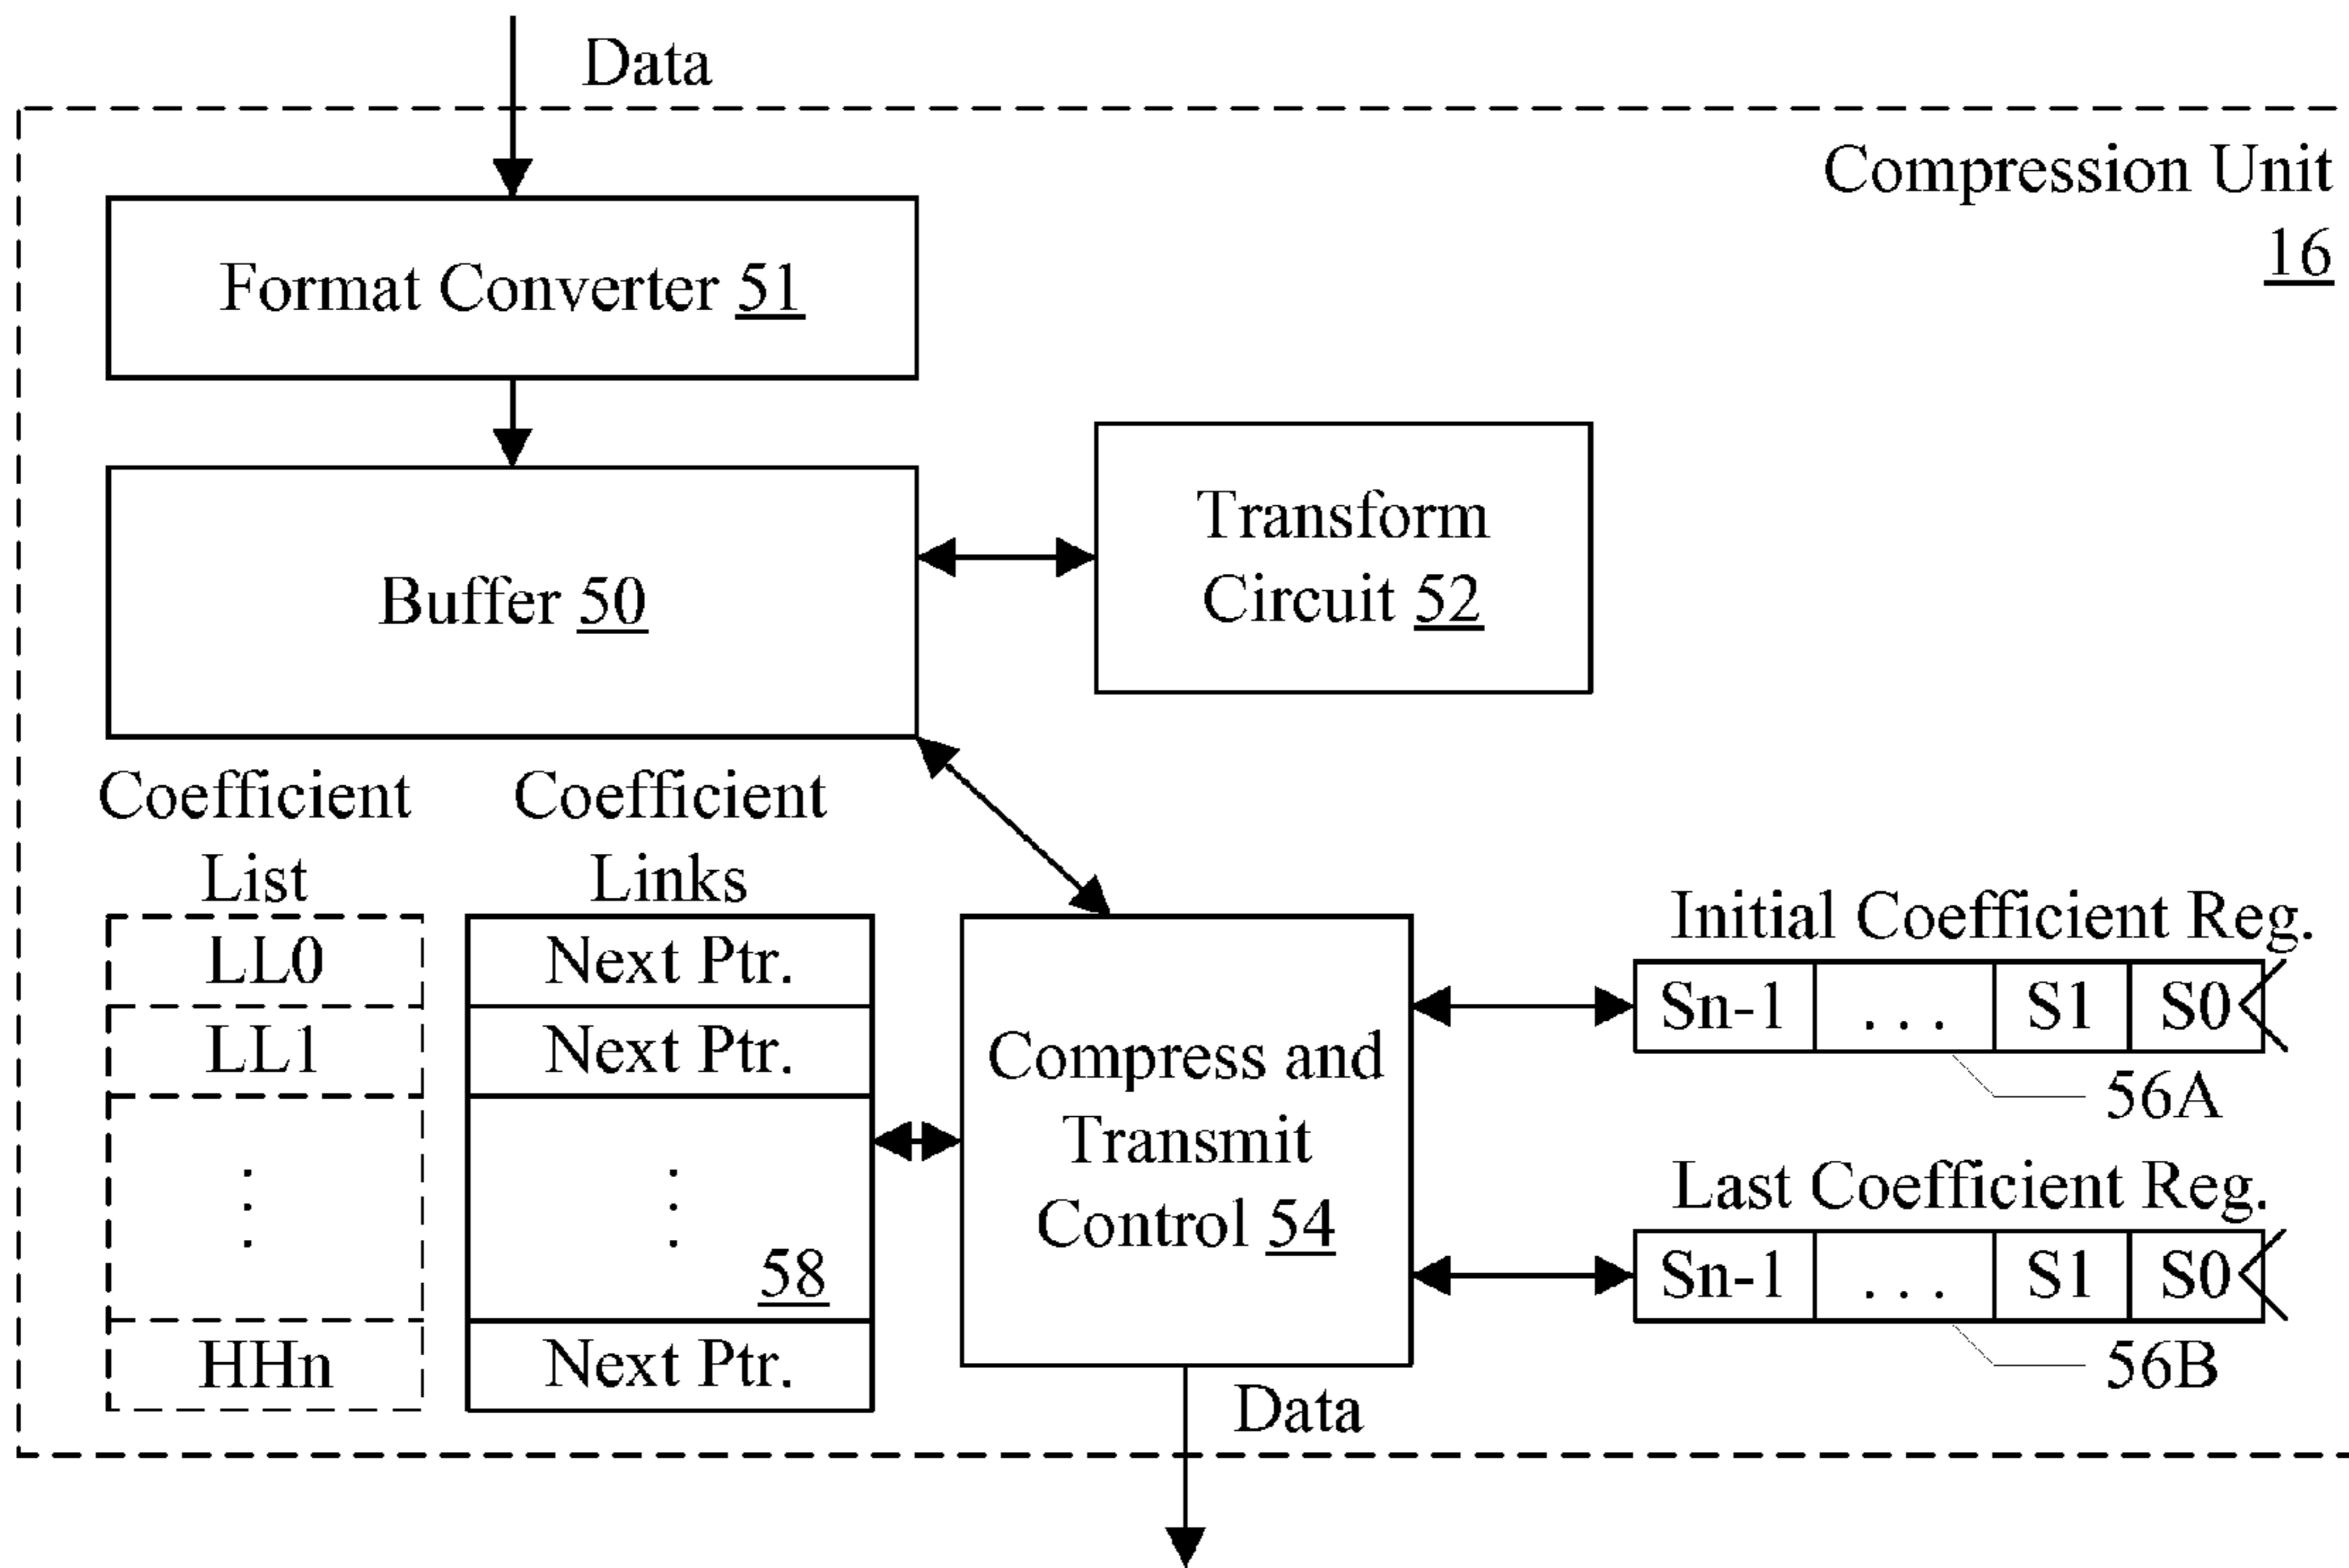 Data
Compression Unit
16
Format Converter 51
Transform
Circuit 52
Buffer 50
Coefficient
List
Coefficient
Links
LL0
LL1
⋮
HHn
Next Ptr.
Next Ptr.
⋮
58
Next Ptr.
Compress and
Transmit
Control 54
Initial Coefficient Reg.
Sn-1 . . . S1 S0
56A
Last Coefficient Reg.
Sn-1 . . . S1 S0
56B
Data